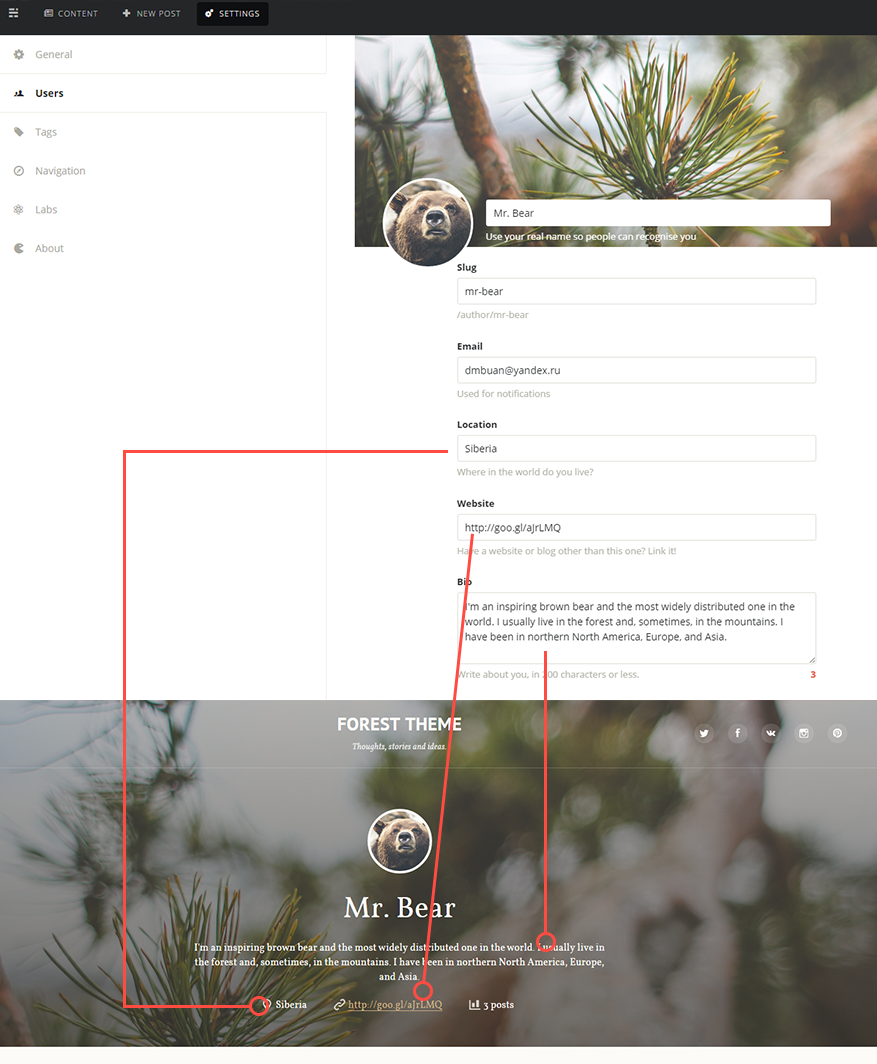 CONTENT
NEW POST
SETTINGS
General
Users
Tags
Navigation
Labs
About
Mr. Bear
Use your real name so people can recognise you
Slug
mr-bear
/author/mr-bear
Email
dmbuan@yandex.ru
Used for notifications
Location
Siberia
Where in the world do you live?
Website
http://goo.gl/aJrLMQ
Have a website or blog other than this one? Link it!
Bio
I'm an inspiring brown bear and the most widely distributed one in the
world. I usually live in the forest and, sometimes, in the mountains. I
have been in northern North America, Europe, and Asia.
Write about you, in 200 characters or less.
3
FOREST THEME
Thoughts, stories and ideas.
Mr. Bear
I'm an inspiring brown bear and the most widely distributed one in the world. I usually live in
the forest and, sometimes, in the mountains. I have been in northern North America, Europe,
and Asia.
Siberia
http://goo.gl/aJrLMQ
3 posts